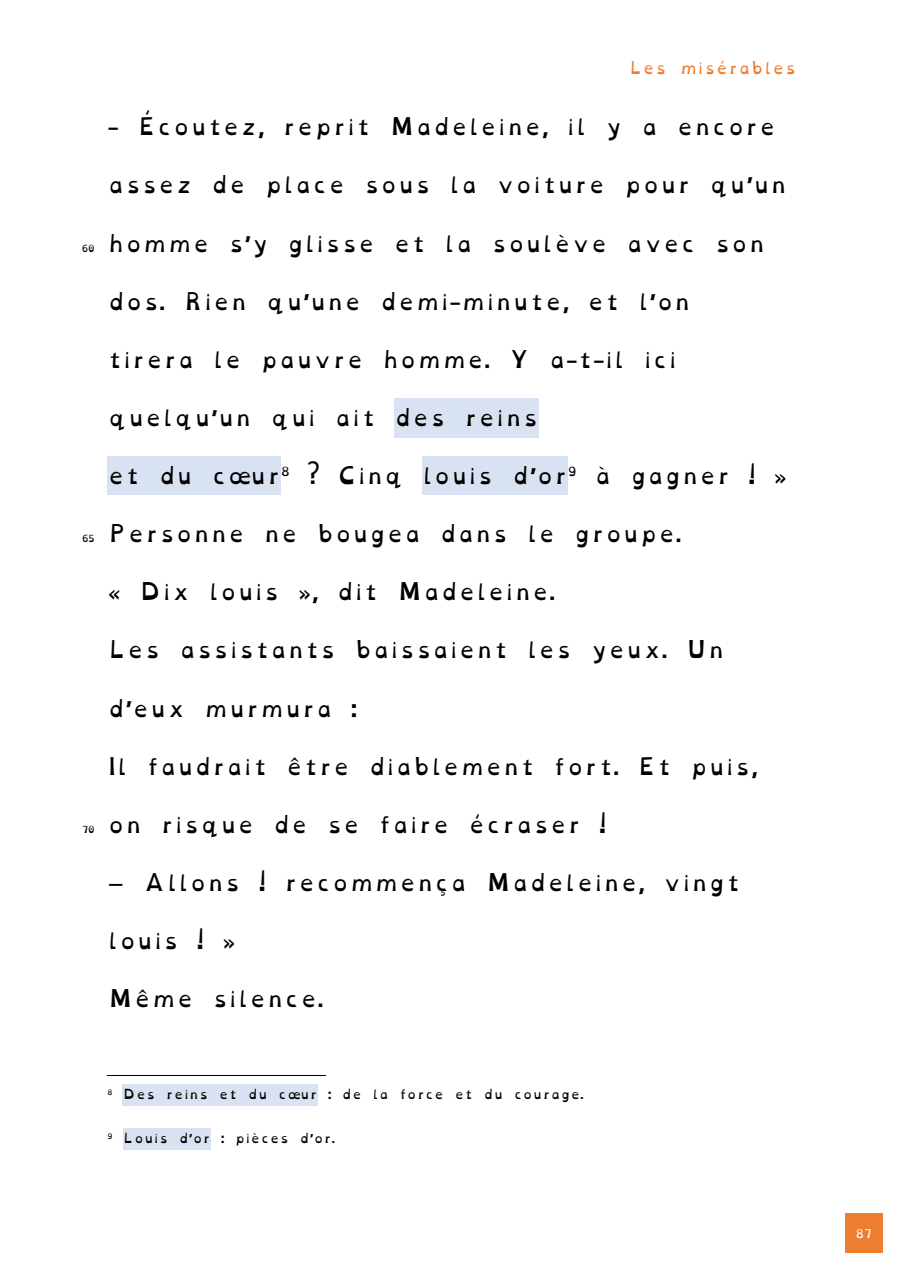 Les misérables
– Écoutez, reprit Madeleine, il y a encore
assez de place sous la voiture pour qu’un
60 homme s’y glisse et la soulève avec son
dos. Rien qu’une demi-minute, et l’on
tirera le pauvre homme. Y a-t-il ici
quelqu’un qui ait des reins
et du cœur⁸ ? Cinq louis d’or⁹ à gagner ! »
65 Personne ne bougea dans le groupe.
« Dix louis », dit Madeleine.
Les assistants baissaient les yeux. Un
d’eux murmura :
Il faudrait être diablement fort. Et puis,
70 on risque de se faire écraser !
— Allons ! recommença Madeleine, vingt
louis ! »
Même silence.
⁸ Des reins et du cœur : de la force et du courage.
⁹ Louis d’or : pièces d’or.
87